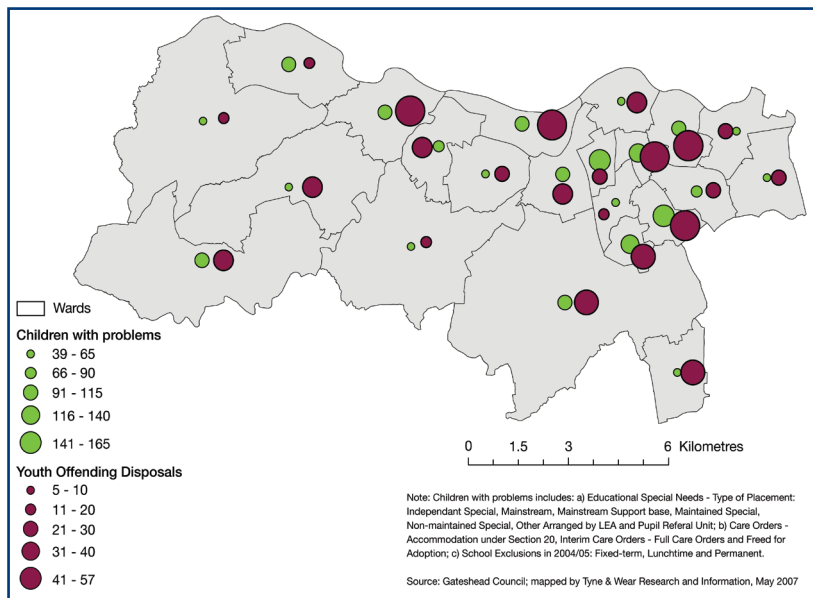 Wards
Children with problems
39 - 65
66 - 90
91 - 115
116 - 140
141 - 165
Youth Offending Disposals
5 - 10
11 - 20
21 - 30
31 - 40
41 - 57
0 1.5 3 6 Kilometres
Note: Children with problems includes: a) Educational Special Needs - Type of Placement:
Independant Special, Mainstream, Mainstream Support base, Maintained Special,
Non-maintained Special, Other Arranged by LEA and Pupil Referal Unit; b) Care Orders -
Accommodation under Section 20, Interim Care Orders - Full Care Orders and Freed for
Adoption; c) School Exclusions in 2004/05: Fixed-term, Lunchtime and Permanent.
Source: Gateshead Council; mapped by Tyne & Wear Research and Information, May 2007